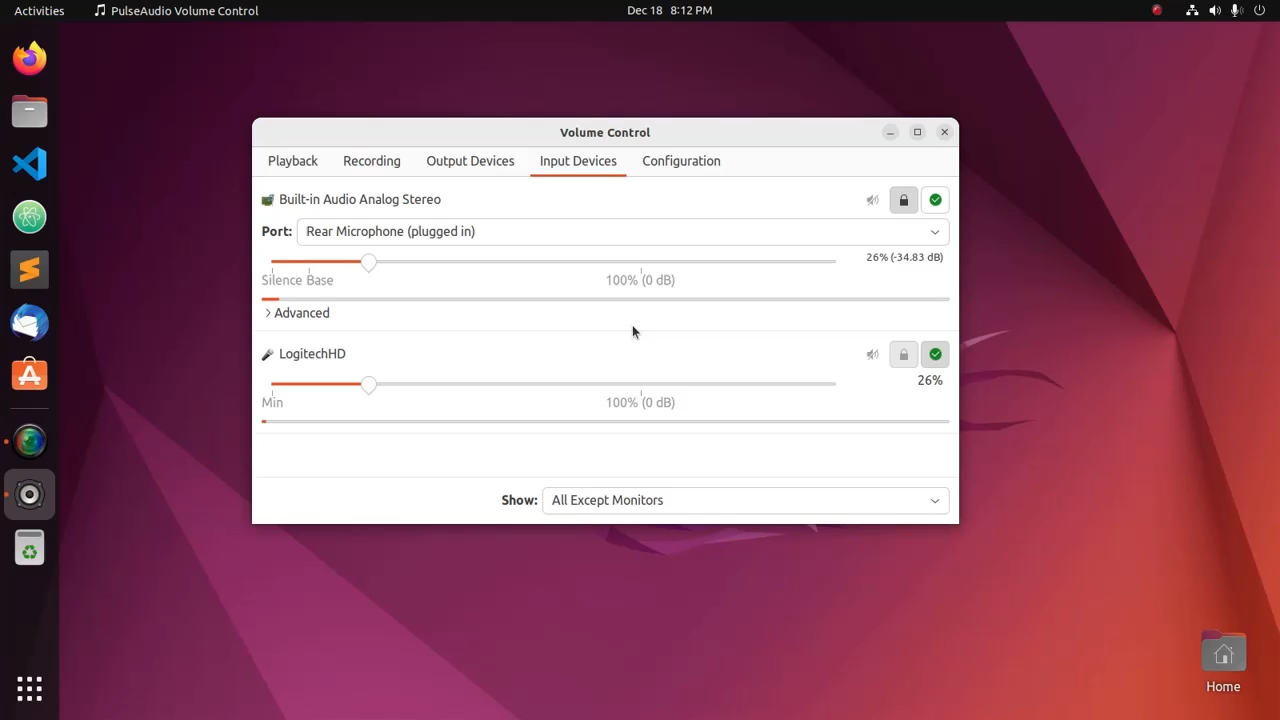 Activities PulseAudio Volume Control Dec 18 8:12 PM
Volume Control
Playback Recording Output Devices Input Devices Configuration
Built-in Audio Analog Stereo
Port: Rear Microphone (plugged in)
26% (-34.83 dB)
Silence Base 100% (0 dB)
Advanced
LogitechHD
26%
Min 100% (0 dB)
Show: All Except Monitors
Home